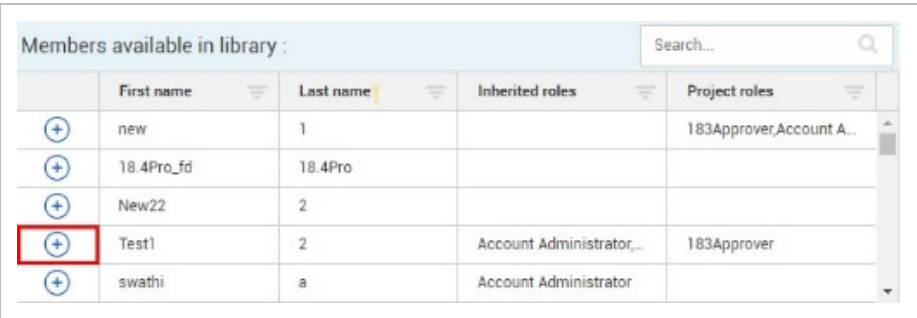 Members available in library :
Search...
First name Last name Inherited roles Project roles
new 1 183Approver,Account A...
18.4Pro_fd 18.4Pro
New22 2
Test1 2 Account Administrator,... 183Approver
swathi a Account Administrator